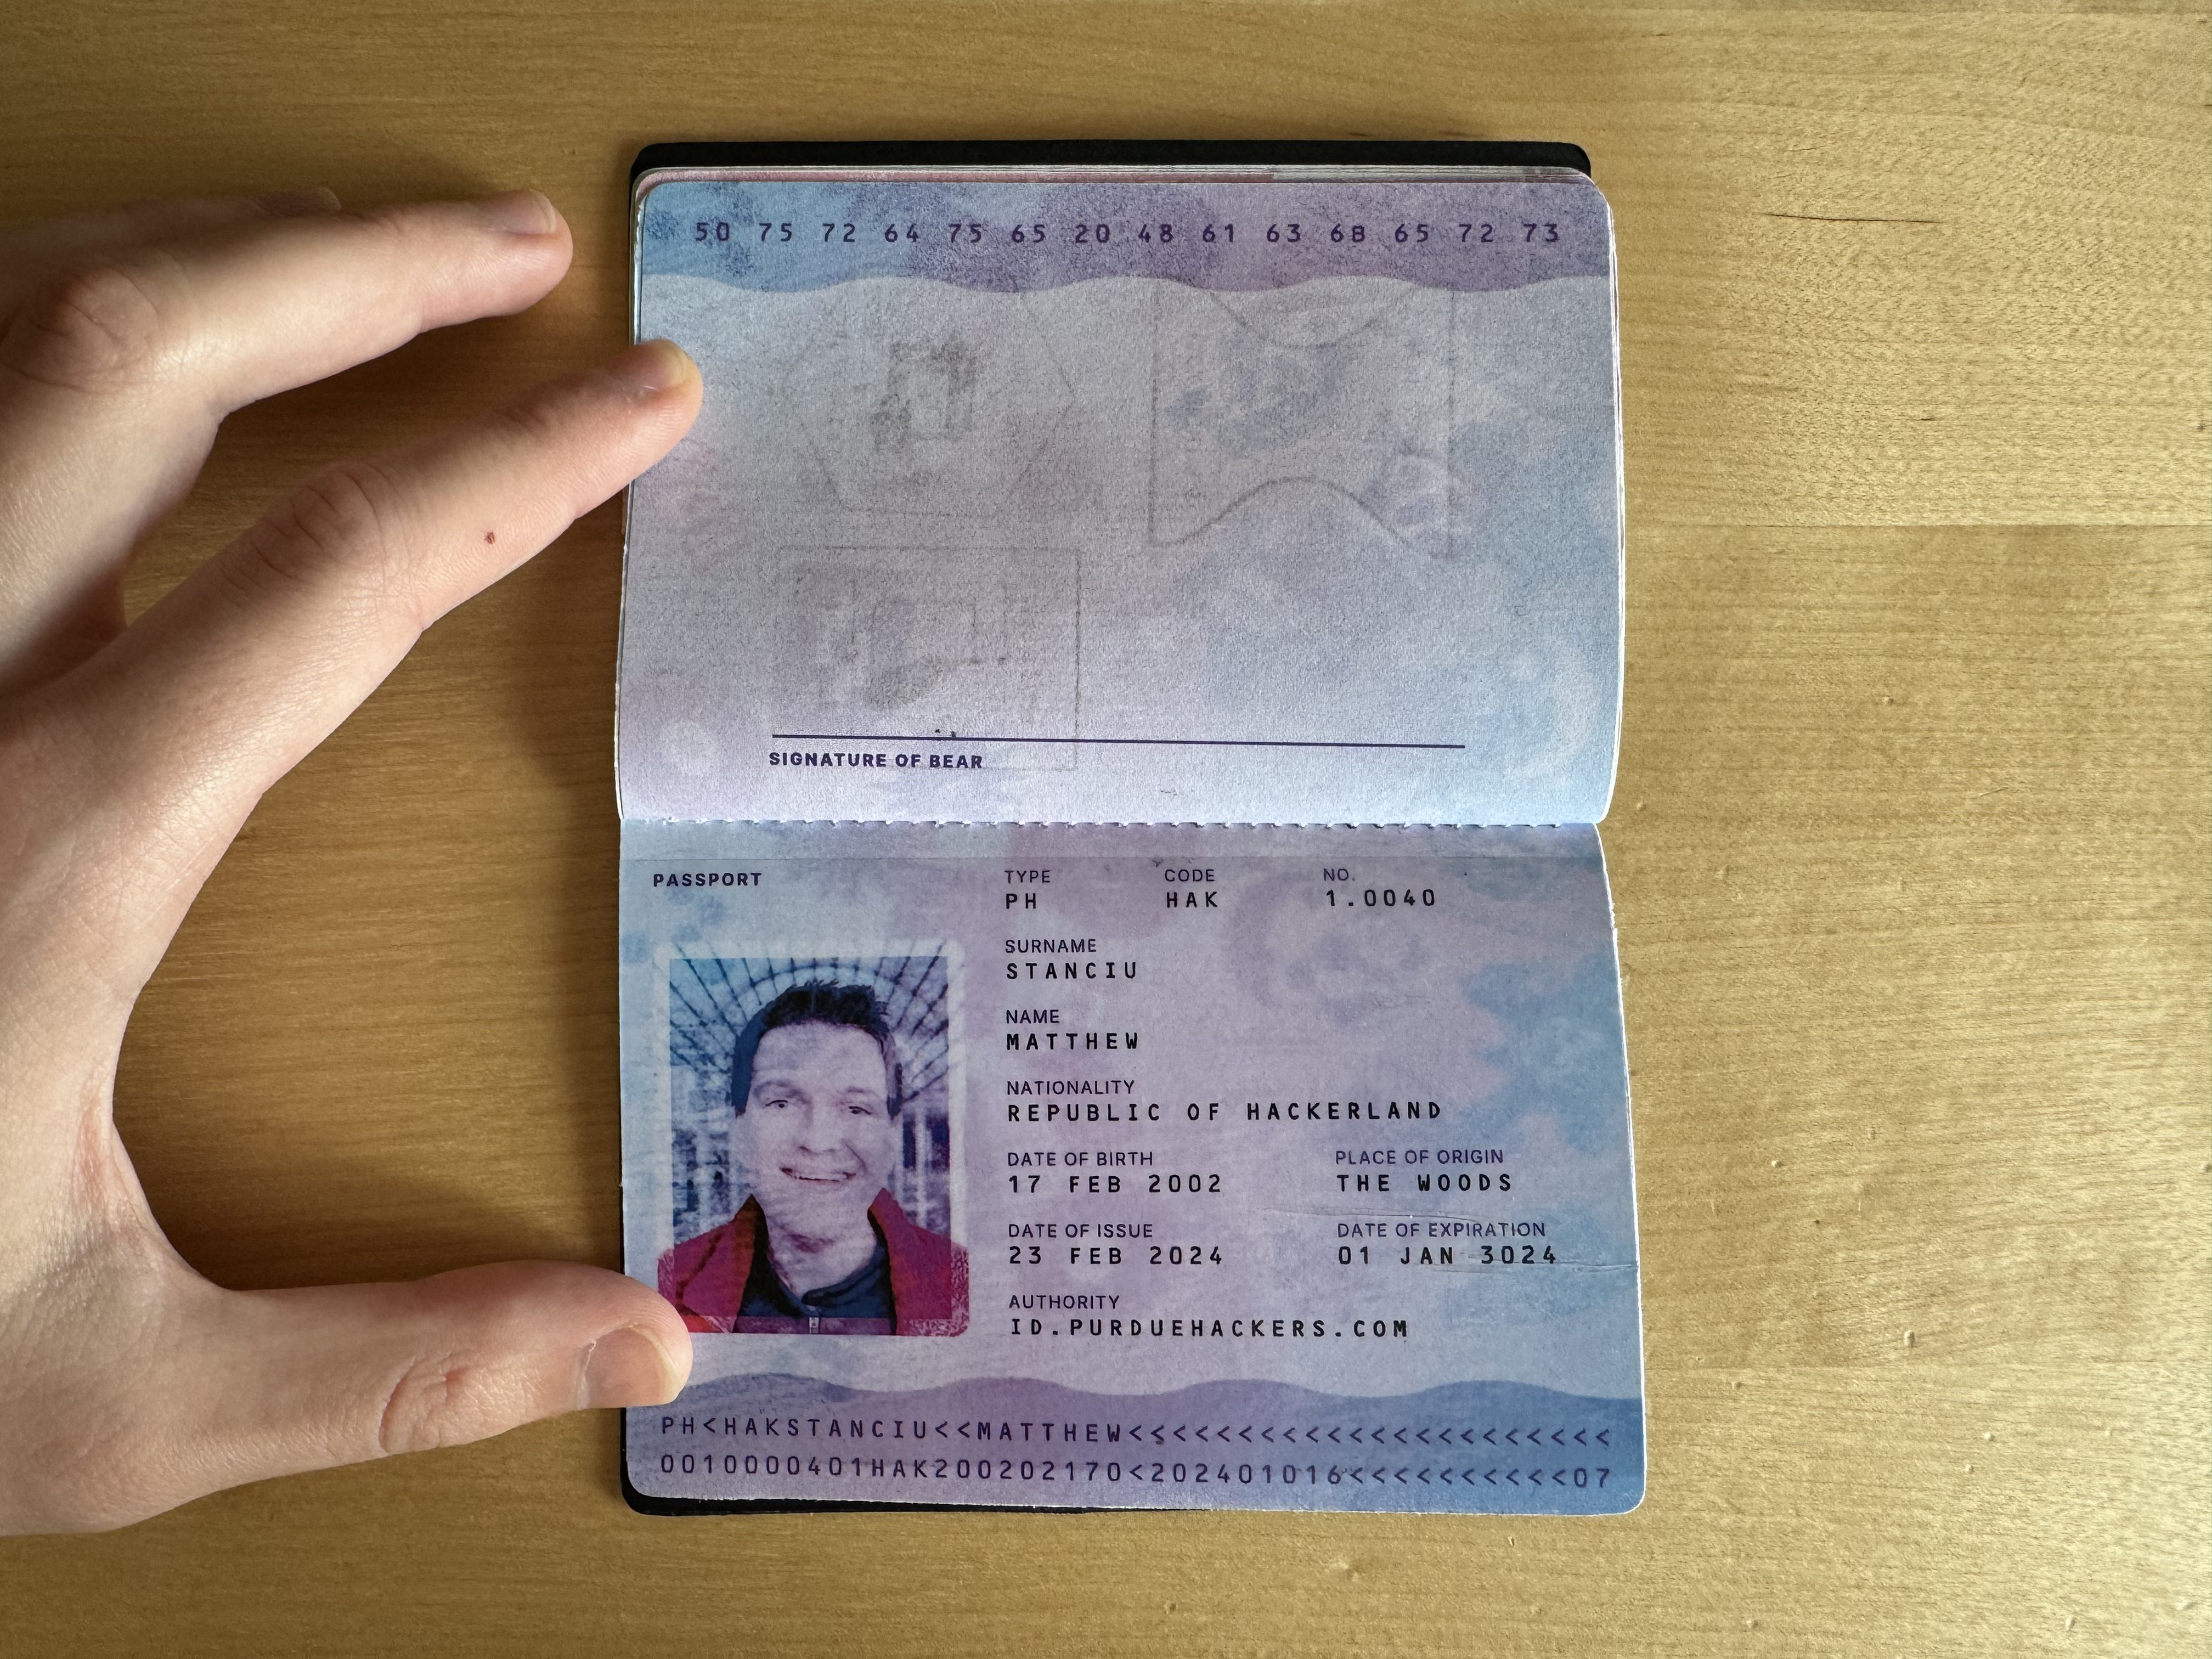 50 75 72 64 75 65 20 48 61 63 6B 65 72 73
SIGNATURE OF BEAR
PASSPORT
TYPE CODE NO.
PH HAK 1.0040
SURNAME
STANCIU
NAME
MATTHEW
NATIONALITY
REPUBLIC OF HACKERLAND
DATE OF BIRTH PLACE OF ORIGIN
17 FEB 2002 THE WOODS
DATE OF ISSUE DATE OF EXPIRATION
23 FEB 2024 01 JAN 3024
AUTHORITY
ID.PURDUEHACKERS.COM
PH<HAKSTANCIU<<MATTHEW<<<<<<<<<<<<<<<<<<<<<<
0010000401HAK200202170<202401016<<<<<<<<<<07